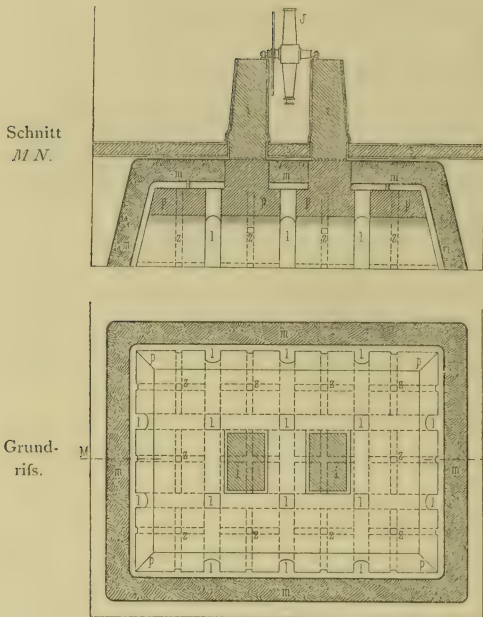 J
Schnitt
M N.
i i
m m m
p p p p
z l z l z l z
m m
m
l l l
p p
z z z z
l l l l l
M
Grund-
rifs.
m z i z m
l l l l l
z z z z
p p
l l l
m